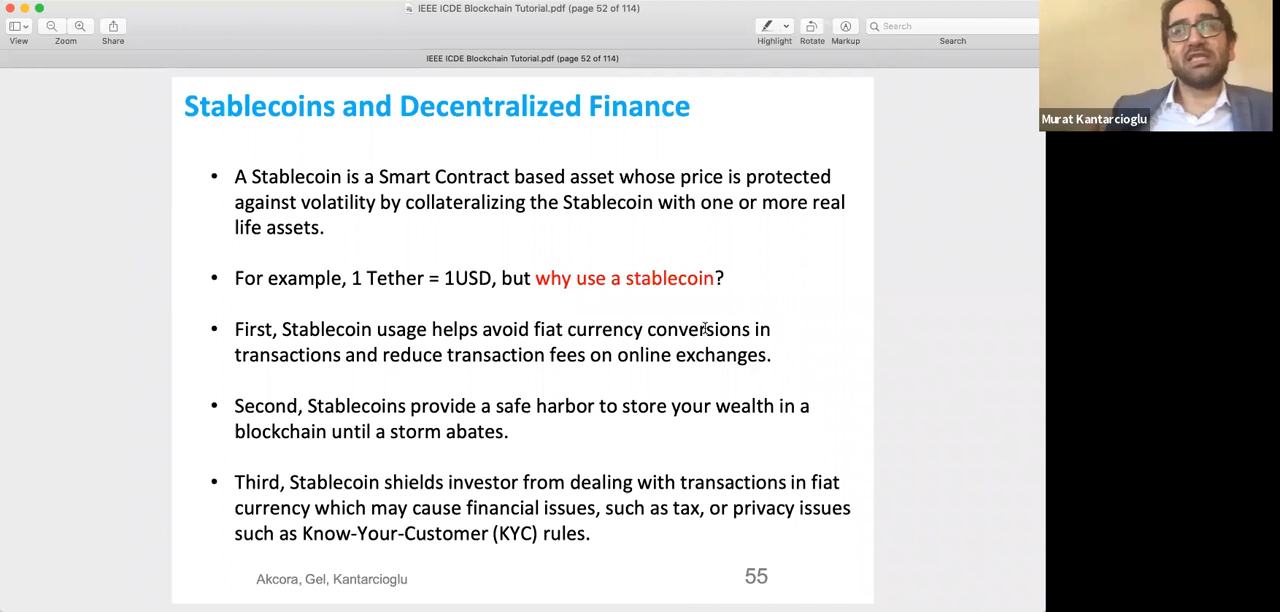 IEEE ICDE Blockchain Tutorial.pdf (page 52 of 114)
View
Zoom
Share
Highlight
Rotate
Markup
Search
Search
IEEE ICDE Blockchain Tutorial.pdf (page 52 of 114)
Murat Kantarcioglu
Stablecoins and Decentralized Finance
• A Stablecoin is a Smart Contract based asset whose price is protected
against volatility by collateralizing the Stablecoin with one or more real
life assets.
• For example, 1 Tether = 1USD, but why use a stablecoin?
• First, Stablecoin usage helps avoid fiat currency conversions in
transactions and reduce transaction fees on online exchanges.
• Second, Stablecoins provide a safe harbor to store your wealth in a
blockchain until a storm abates.
• Third, Stablecoin shields investor from dealing with transactions in fiat
currency which may cause financial issues, such as tax, or privacy issues
such as Know-Your-Customer (KYC) rules.
Akcora, Gel, Kantarcioglu
55